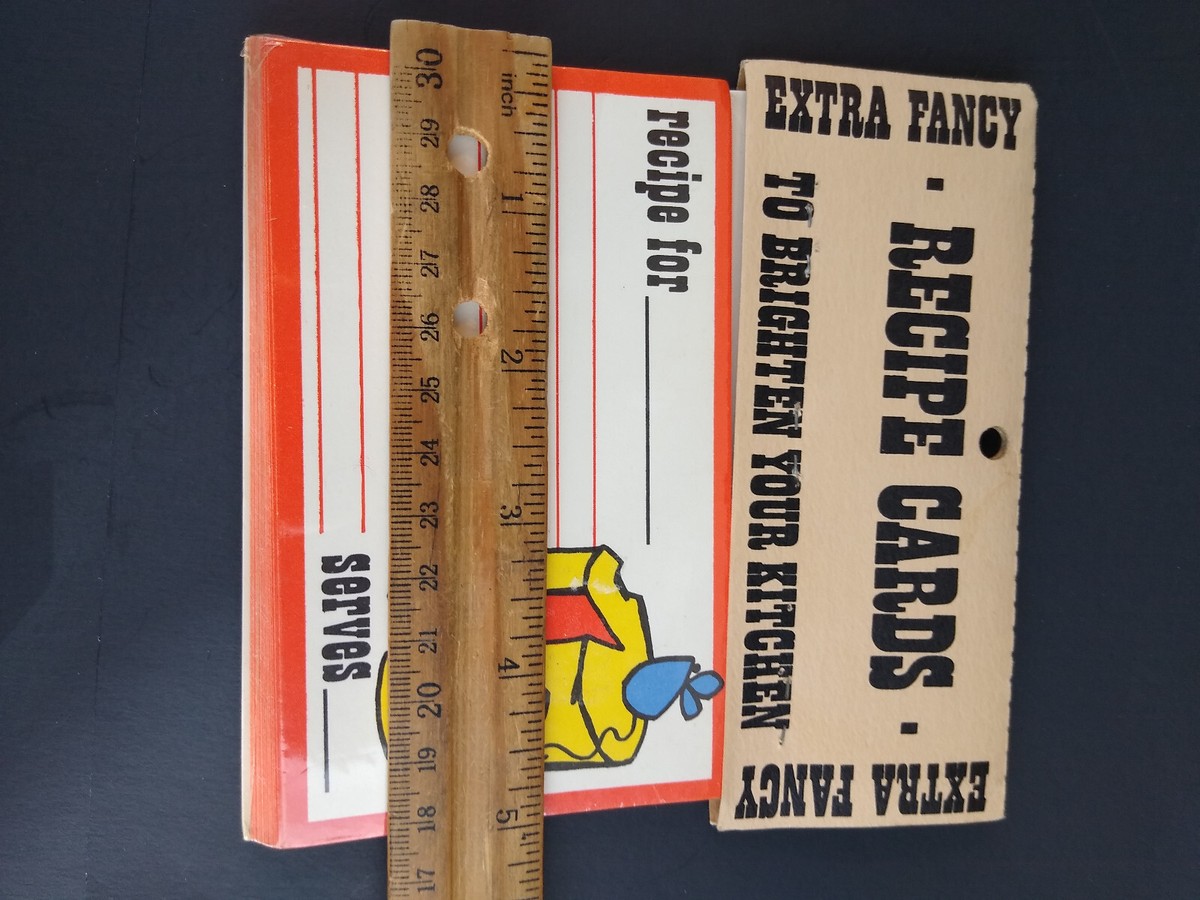 EXTRA FANCY
· RECIPE CARDS ·
TO BRIGHTEN YOUR KITCHEN
EXTRA FANCY
recipe for
serves
inch
1
2
3
4
5
30
29
28
27
26
25
24
23
22
21
20
19
18
17